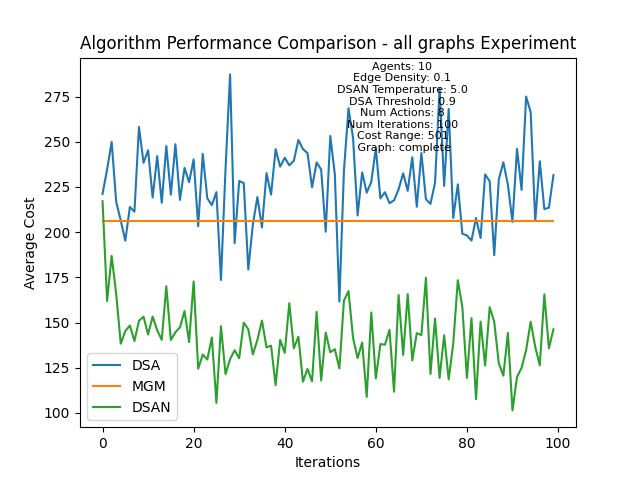 Algorithm Performance Comparison - all graphs Experiment
Agents: 10
Edge Density: 0.1
DSAN Temperature: 5.0
DSA Threshold: 0.9
Num Actions: 8
Num Iterations: 100
Cost Range: 501
Graph: complete
275
250
225
200
175
150
125
100
Average Cost
DSA
MGM
DSAN
0 20 40 60 80 100
Iterations